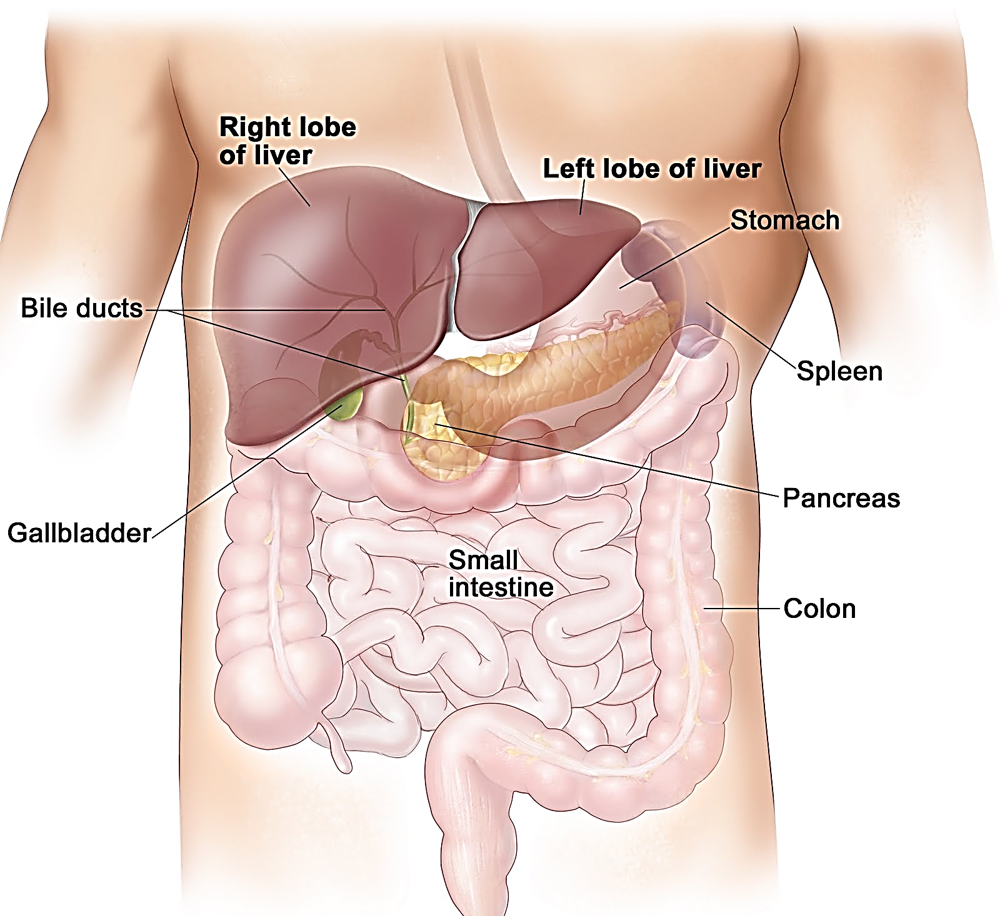 Right lobe
of liver
Left lobe of liver
Stomach
Bile ducts
Spleen
Pancreas
Gallbladder
Small
intestine
Colon